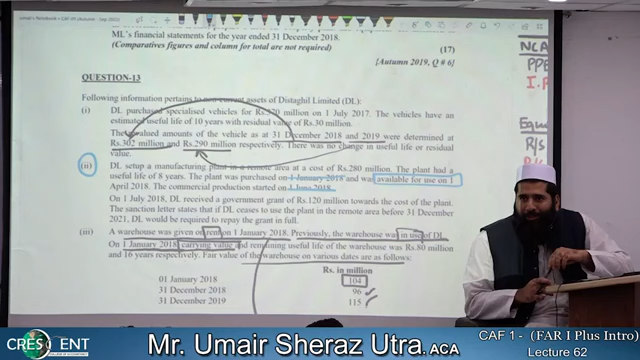 umair's Notebook - CAF-05 (Autumn - Sep 2022)
ML's financial statements for the year ended 31 December 2018.
(Comparatives figures and column for total are not required)
(17)
[Autumn 2019, Q # 6]
QUESTION-13
Following information pertains to non-current assets of Distaghil Limited (DL):
(i) DL purchased specialised vehicles for Rs.320 million on 1 July 2017. The vehicles have an
estimated useful life of 10 years with residual value of Rs.30 million.
The revalued amounts of the vehicle as at 31 December 2018 and 2019 were determined at
Rs.302 million and Rs.290 million respectively. There was no change in useful life or residual
value.
(ii) DL setup a manufacturing plant in a remote area at a cost of Rs.280 million. The plant had a
useful life of 8 years. The plant was purchased on 1 January 2018 and was available for use on 1
April 2018. The commercial production started on 1 June 2018.
On 1 July 2018, DL received a government grant of Rs.120 million towards the cost of the plant.
The sanction letter states that if DL ceases to use the plant in the remote area before 31 December
2021, DL would be required to repay the grant in full.
(iii) A warehouse was given on rent on 1 January 2018. Previously, the warehouse was in use of DL.
On 1 January 2018 carrying value and remaining useful life of the warehouse was Rs.80 million
and 16 years respectively. Fair value of the warehouse on various dates are as follows:
Rs. in million
01 January 2018 104
31 December 2018 96
31 December 2019 115
NCA
PPE
I.P
R/S
CRESCENT
COLLEGE OF ACCOUNTANCY
Mr. Umair Sheraz Utra. ACA
CAF 1 - (FAR I Plus Intro)
Lecture 62